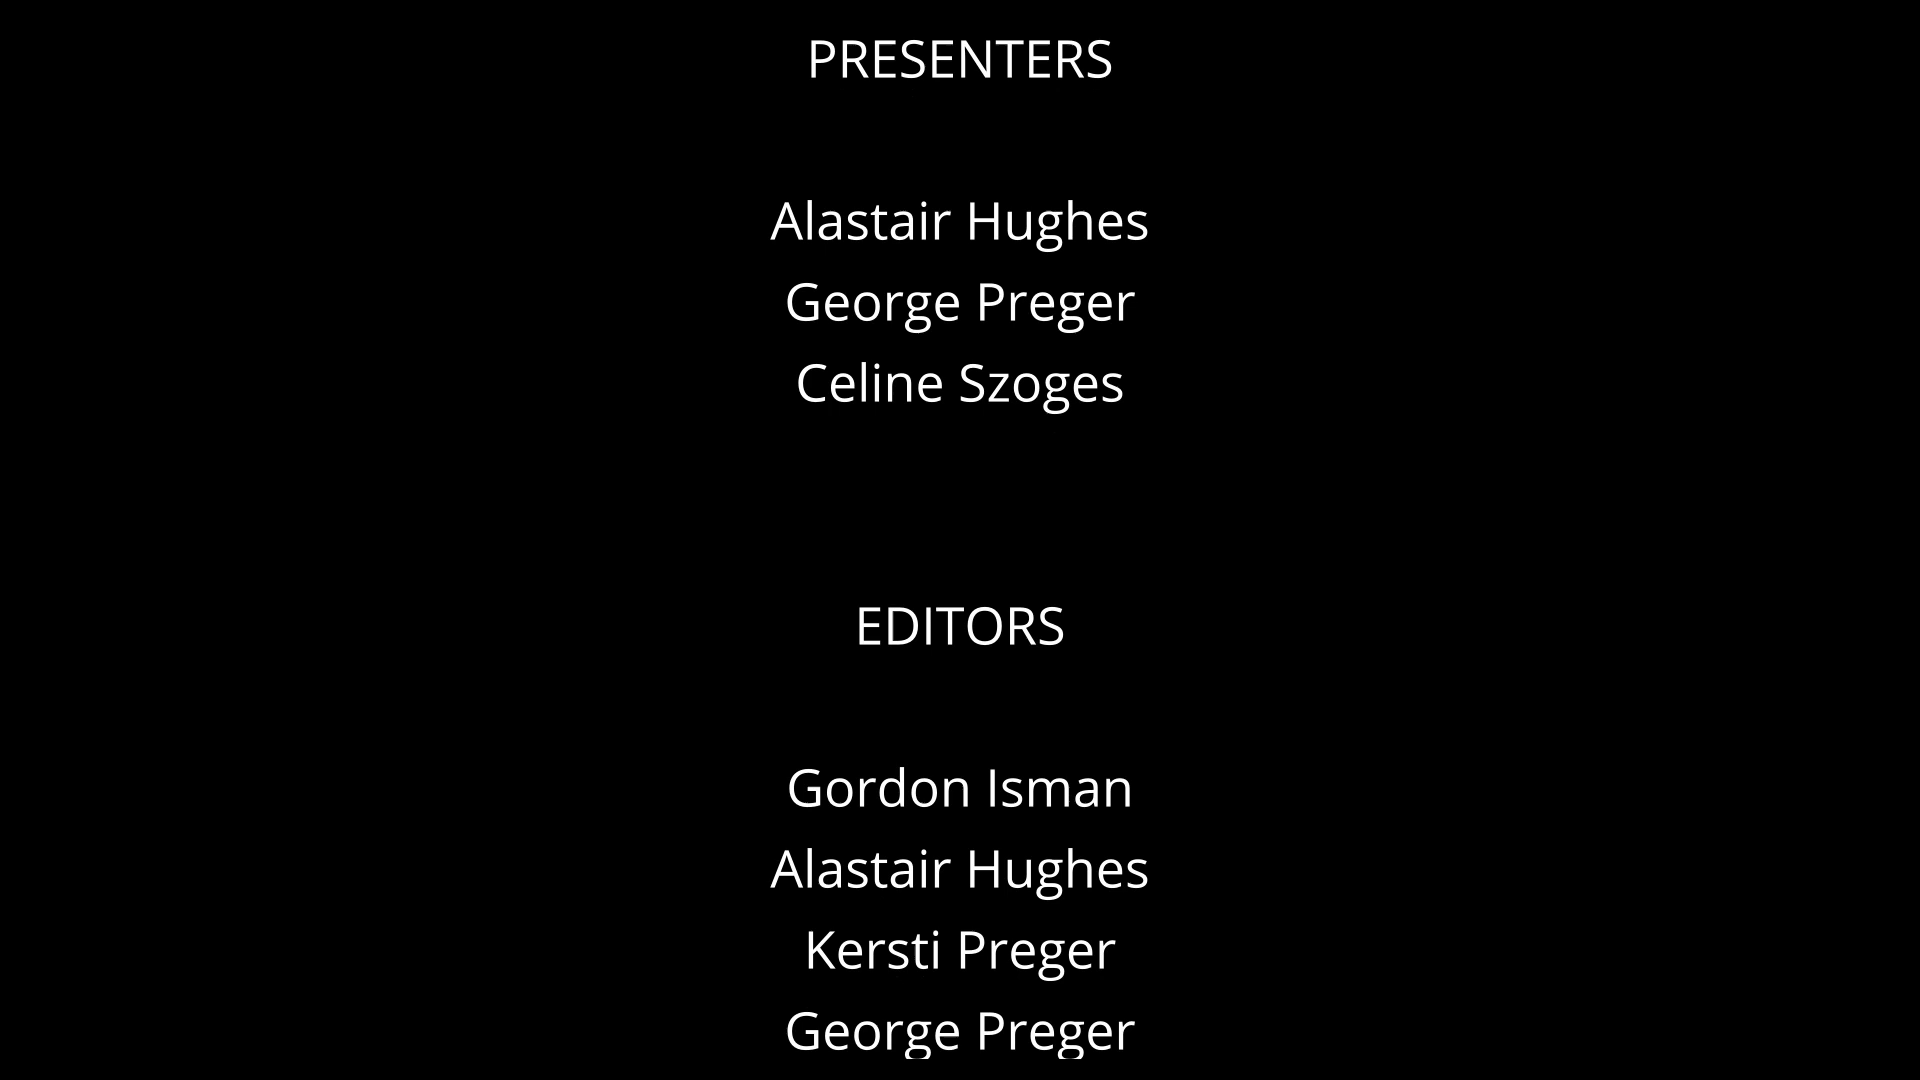 PRESENTERS
Alastair Hughes
George Preger
Celine Szoges
EDITORS
Gordon Isman
Alastair Hughes
Kersti Preger
George Preger